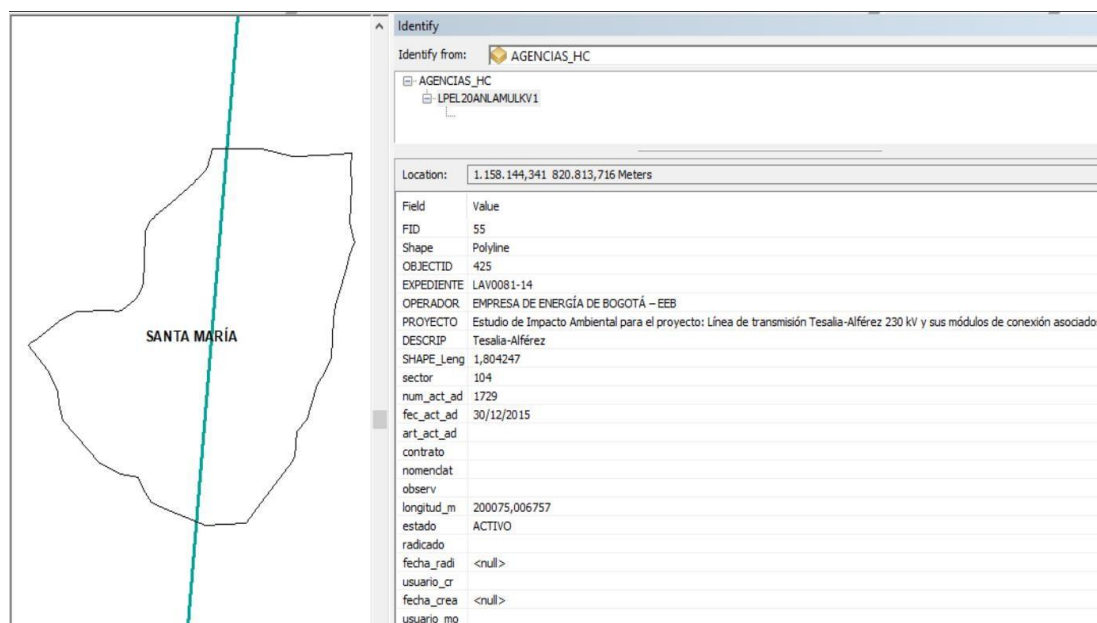 SANTA MARÍA
Identify
Identify from: AGENCIAS_HC
AGENCIAS_HC
LPEL20ANLAMULKV1
Location: 1.158.144,341 820.813,716 Meters
Field Value
FID 55
Shape Polyline
OBJECTID 425
EXPEDIENTE LAV0081-14
OPERADOR EMPRESA DE ENERGÍA DE BOGOTÁ – EEB
PROYECTO Estudio de Impacto Ambiental para el proyecto: Línea de transmisión Tesalia-Alférez 230 kV y sus módulos de conexión asociados
DESCRIP Tesalia-Alférez
SHAPE_Leng 1,804247
sector 104
num_act_ad 1729
fec_act_ad 30/12/2015
art_act_ad
contrato
nomenclat
observ
longitud_m 200075,006757
estado ACTIVO
radicado
fecha_radi <null>
usuario_cr
fecha_crea <null>
usuario_mo